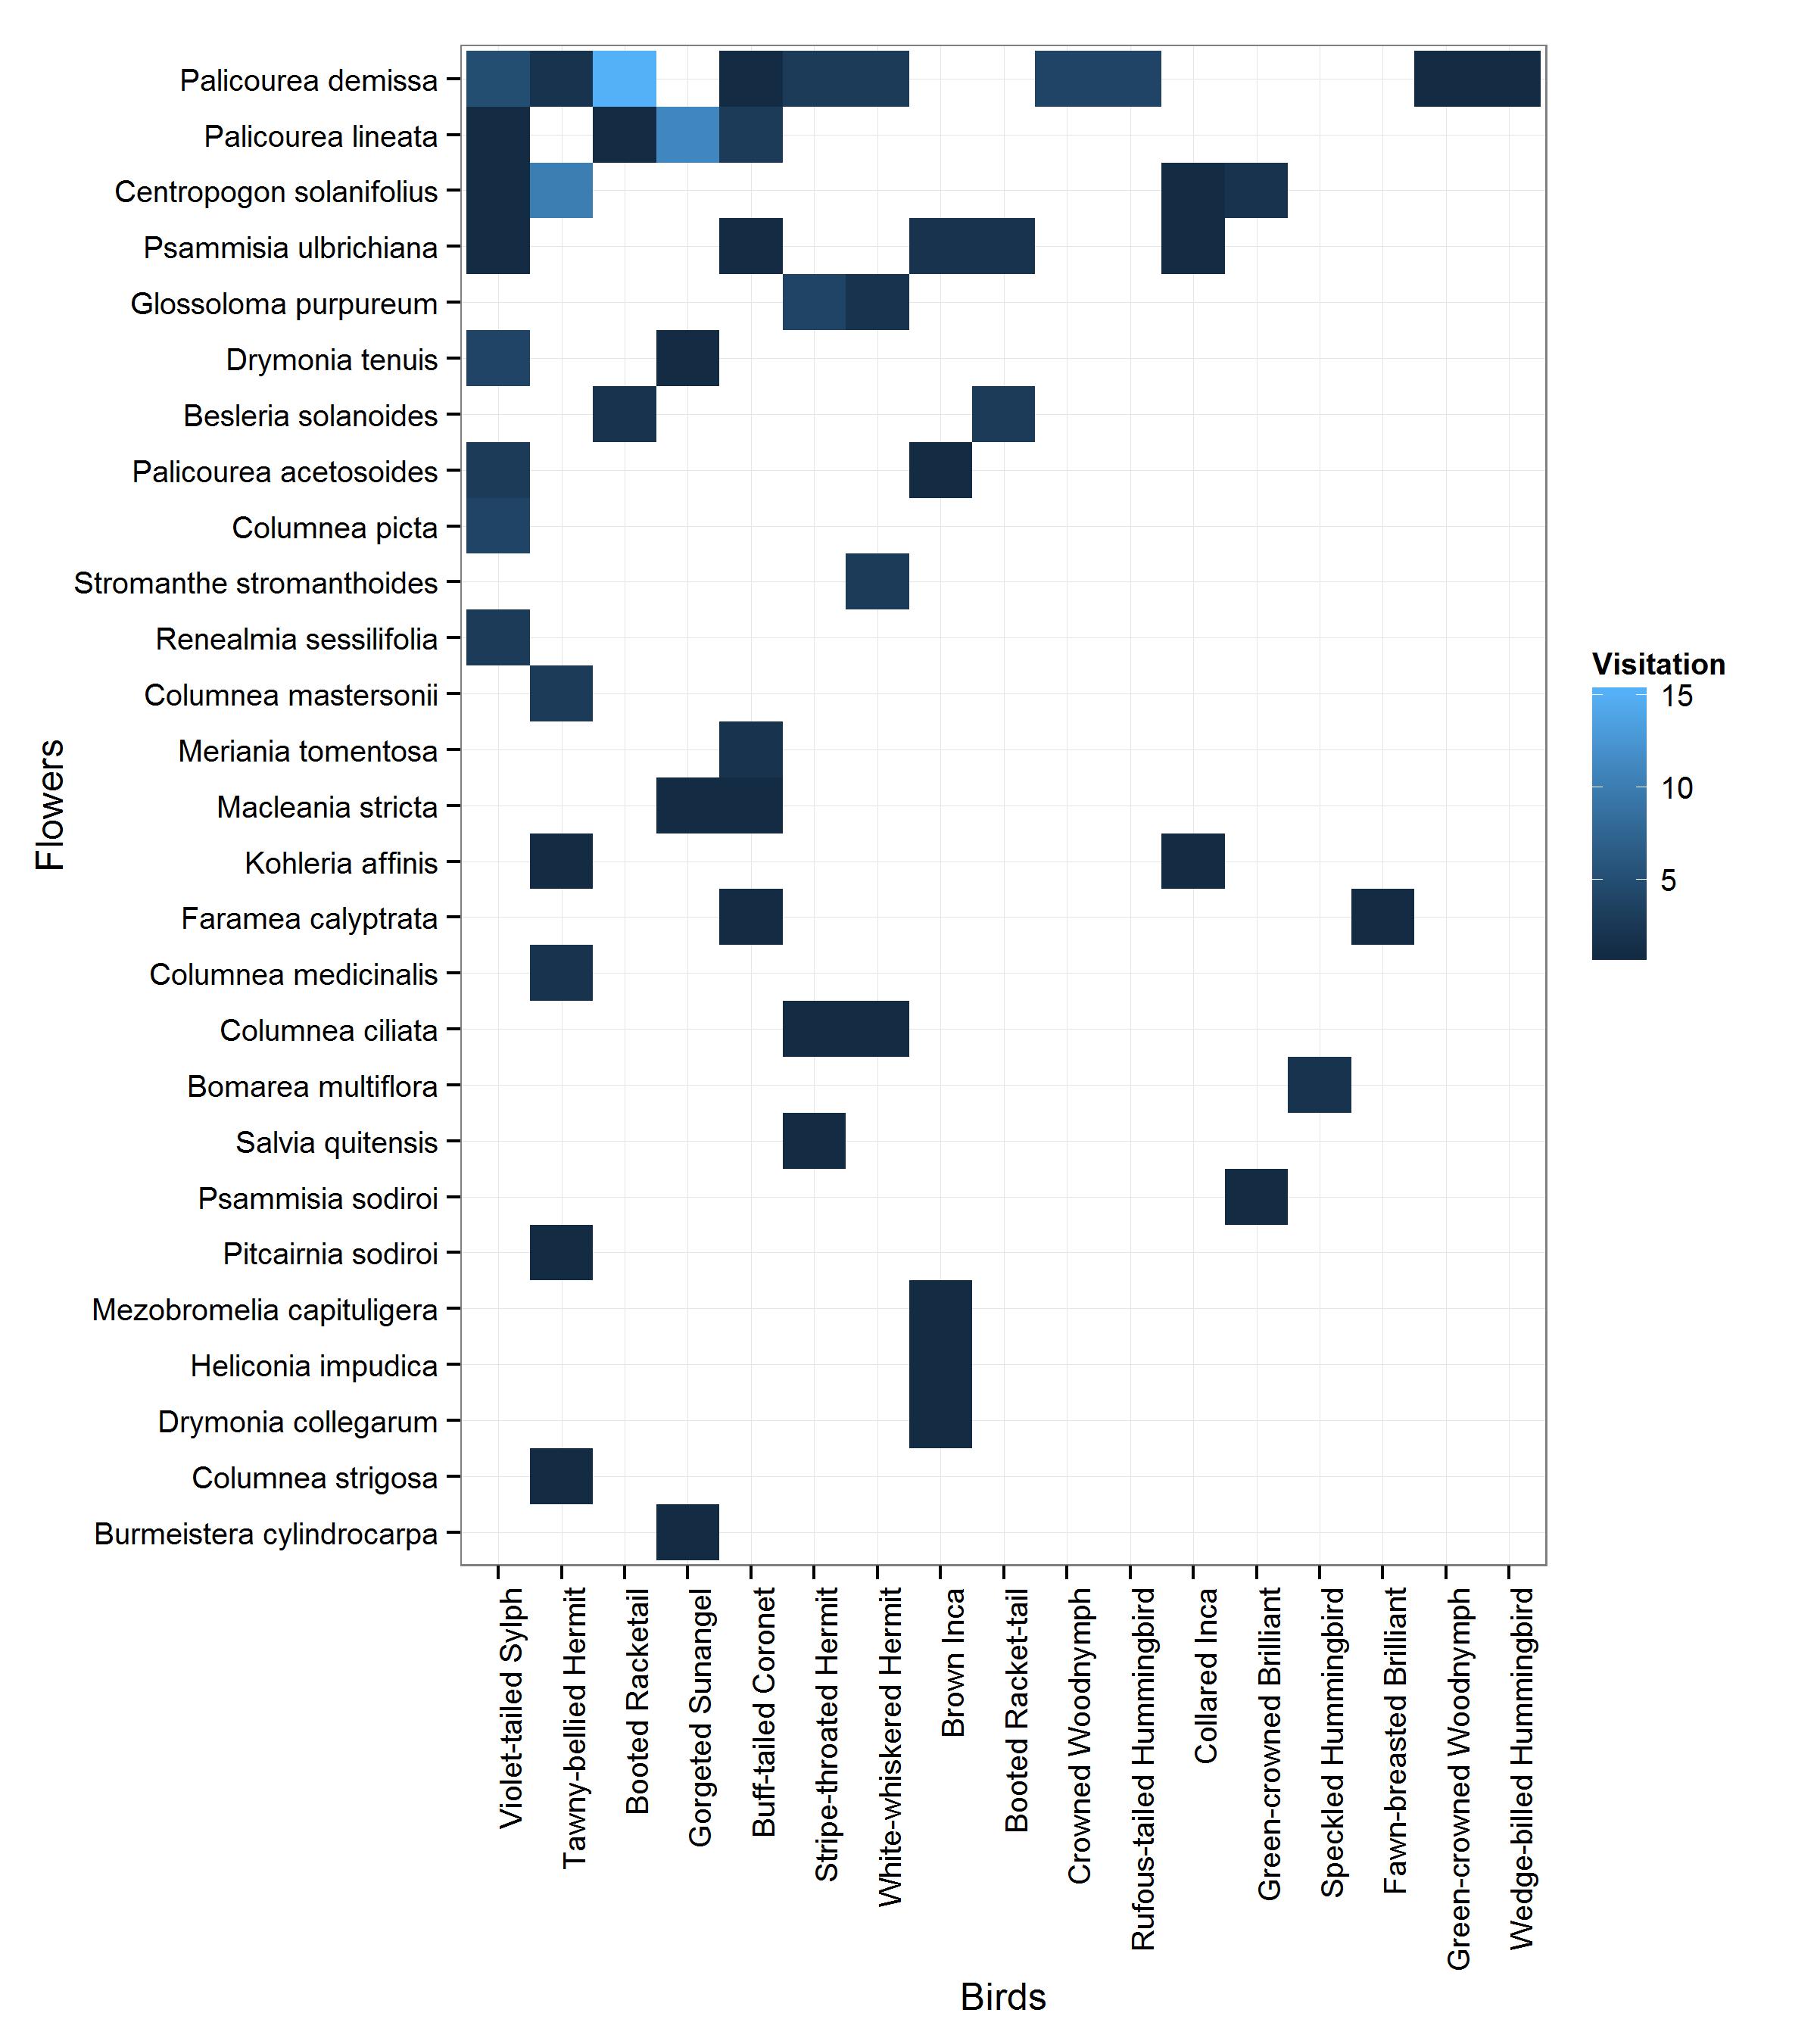 Palicourea demissa
Palicourea lineata
Centropogon solanifolius
Psammisia ulbrichiana
Glossoloma purpureum
Drymonia tenuis
Besleria solanoides
Palicourea acetosoides
Columnea picta
Stromanthe stromanthoides
Renealmia sessilifolia
Columnea mastersonii
Meriania tomentosa
Macleania stricta
Kohleria affinis
Faramea calyptrata
Columnea medicinalis
Columnea ciliata
Bomarea multiflora
Salvia quitensis
Psammisia sodiroi
Pitcairnia sodiroi
Mezobromelia capituligera
Heliconia impudica
Drymonia collegarum
Columnea strigosa
Burmeistera cylindrocarpa
Flowers
Violet-tailed Sylph
Tawny-bellied Hermit
Booted Racketail
Gorgeted Sunangel
Buff-tailed Coronet
Stripe-throated Hermit
White-whiskered Hermit
Brown Inca
Booted Racket-tail
Crowned Woodnymph
Rufous-tailed Hummingbird
Collared Inca
Green-crowned Brilliant
Speckled Hummingbird
Fawn-breasted Brilliant
Green-crowned Woodnymph
Wedge-billed Hummingbird
Birds
Visitation
15
10
5